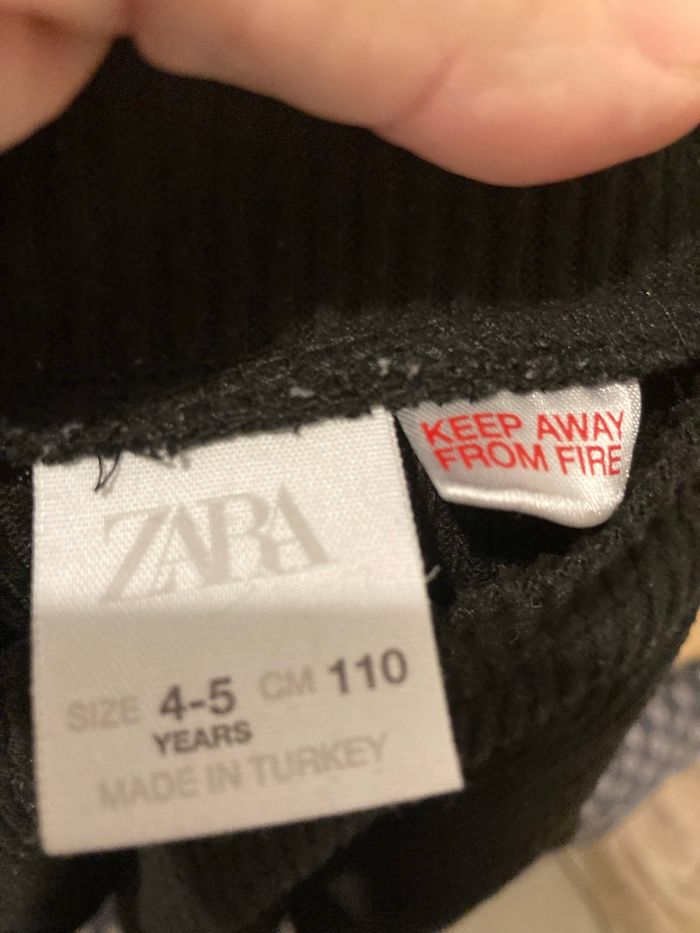 ZARA
SIZE 4-5 CM 110
YEARS
MADE IN TURKEY
KEEP AWAY
FROM FIRE